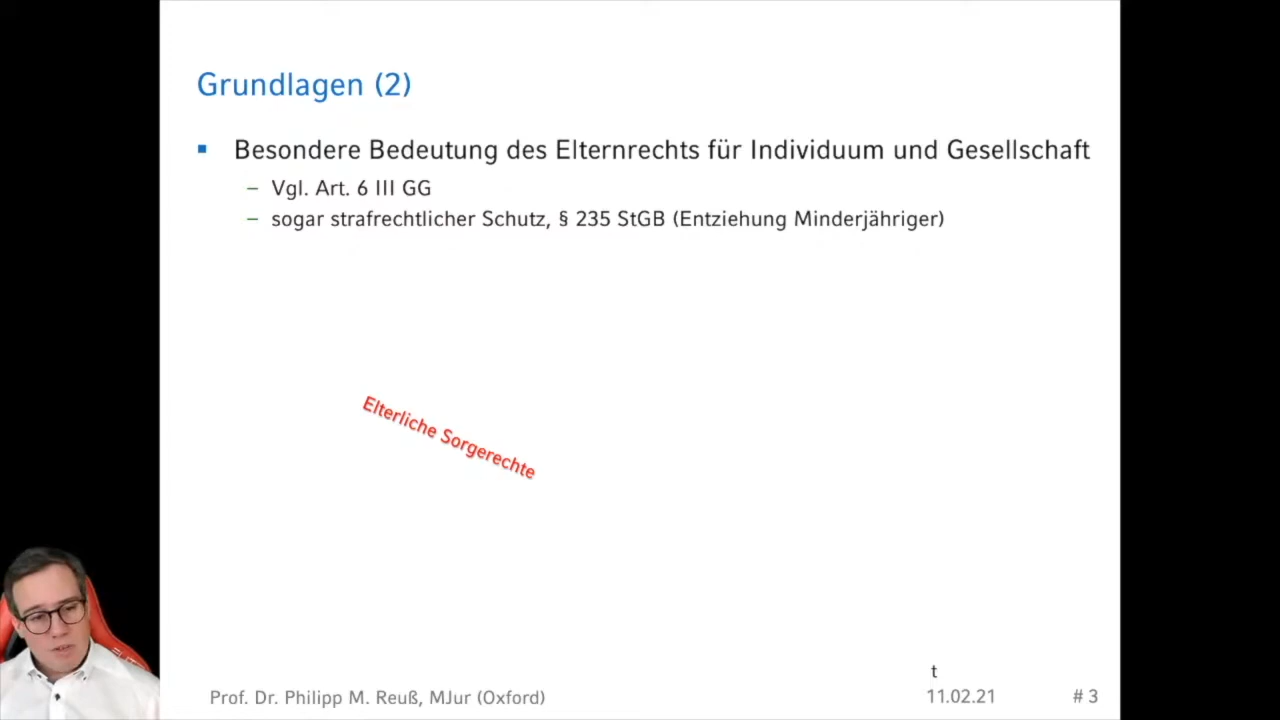 Grundlagen (2)
Besondere Bedeutung des Elternrechts für Individuum und Gesellschaft
– Vgl. Art. 6 III GG
– sogar strafrechtlicher Schutz, § 235 StGB (Entziehung Minderjähriger)
Elterliche Sorgerechte
t
Prof. Dr. Philipp M. Reuß, MJur (Oxford)
11.02.21
# 3